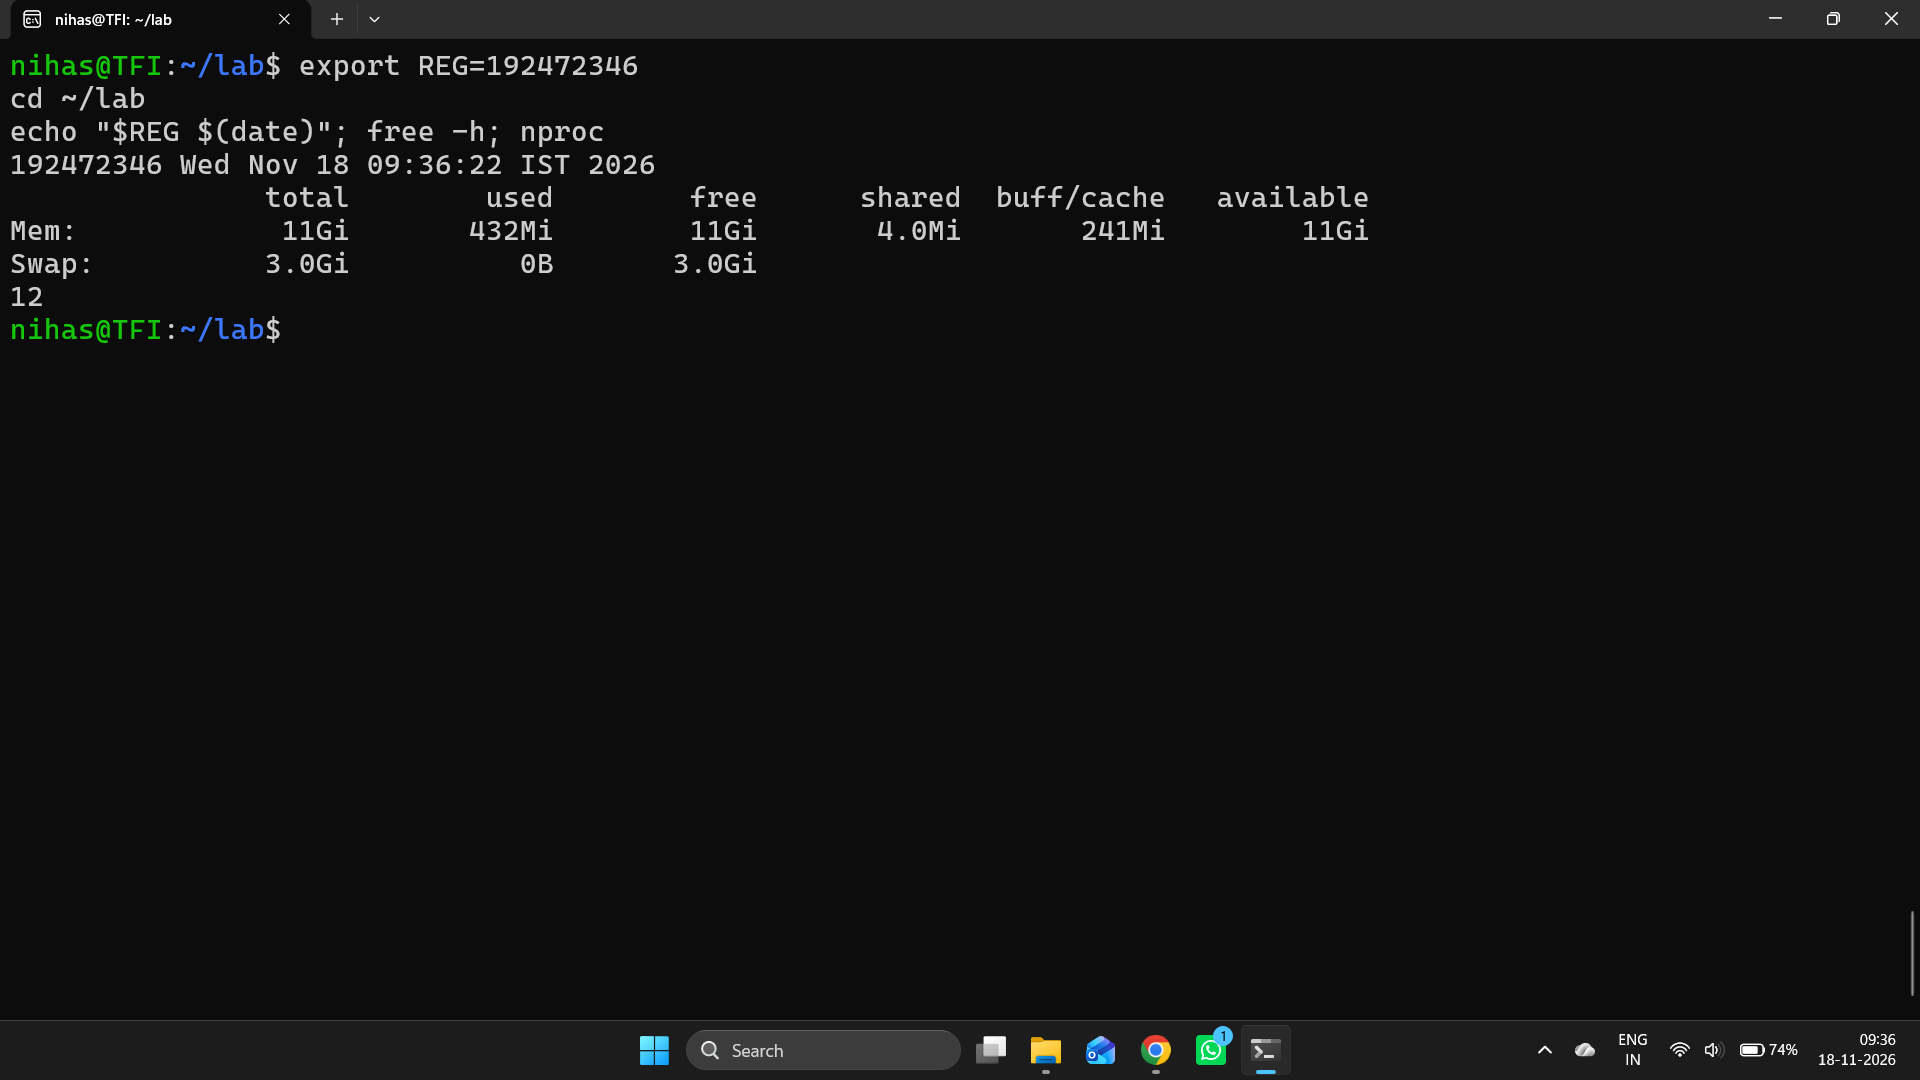 nihas@TFI: ~/lab
nihas@TFI:~/lab$ export REG=192472346
cd ~/lab
echo "$REG $(date)"; free -h; nproc
192472346 Wed Nov 18 09:36:22 IST 2026
               total        used        free      shared  buff/cache   available
Mem:            11Gi       432Mi        11Gi       4.0Mi       241Mi        11Gi
Swap:          3.0Gi          0B       3.0Gi
12
nihas@TFI:~/lab$
Search
1
ENG
IN
74%
09:36
18-11-2026